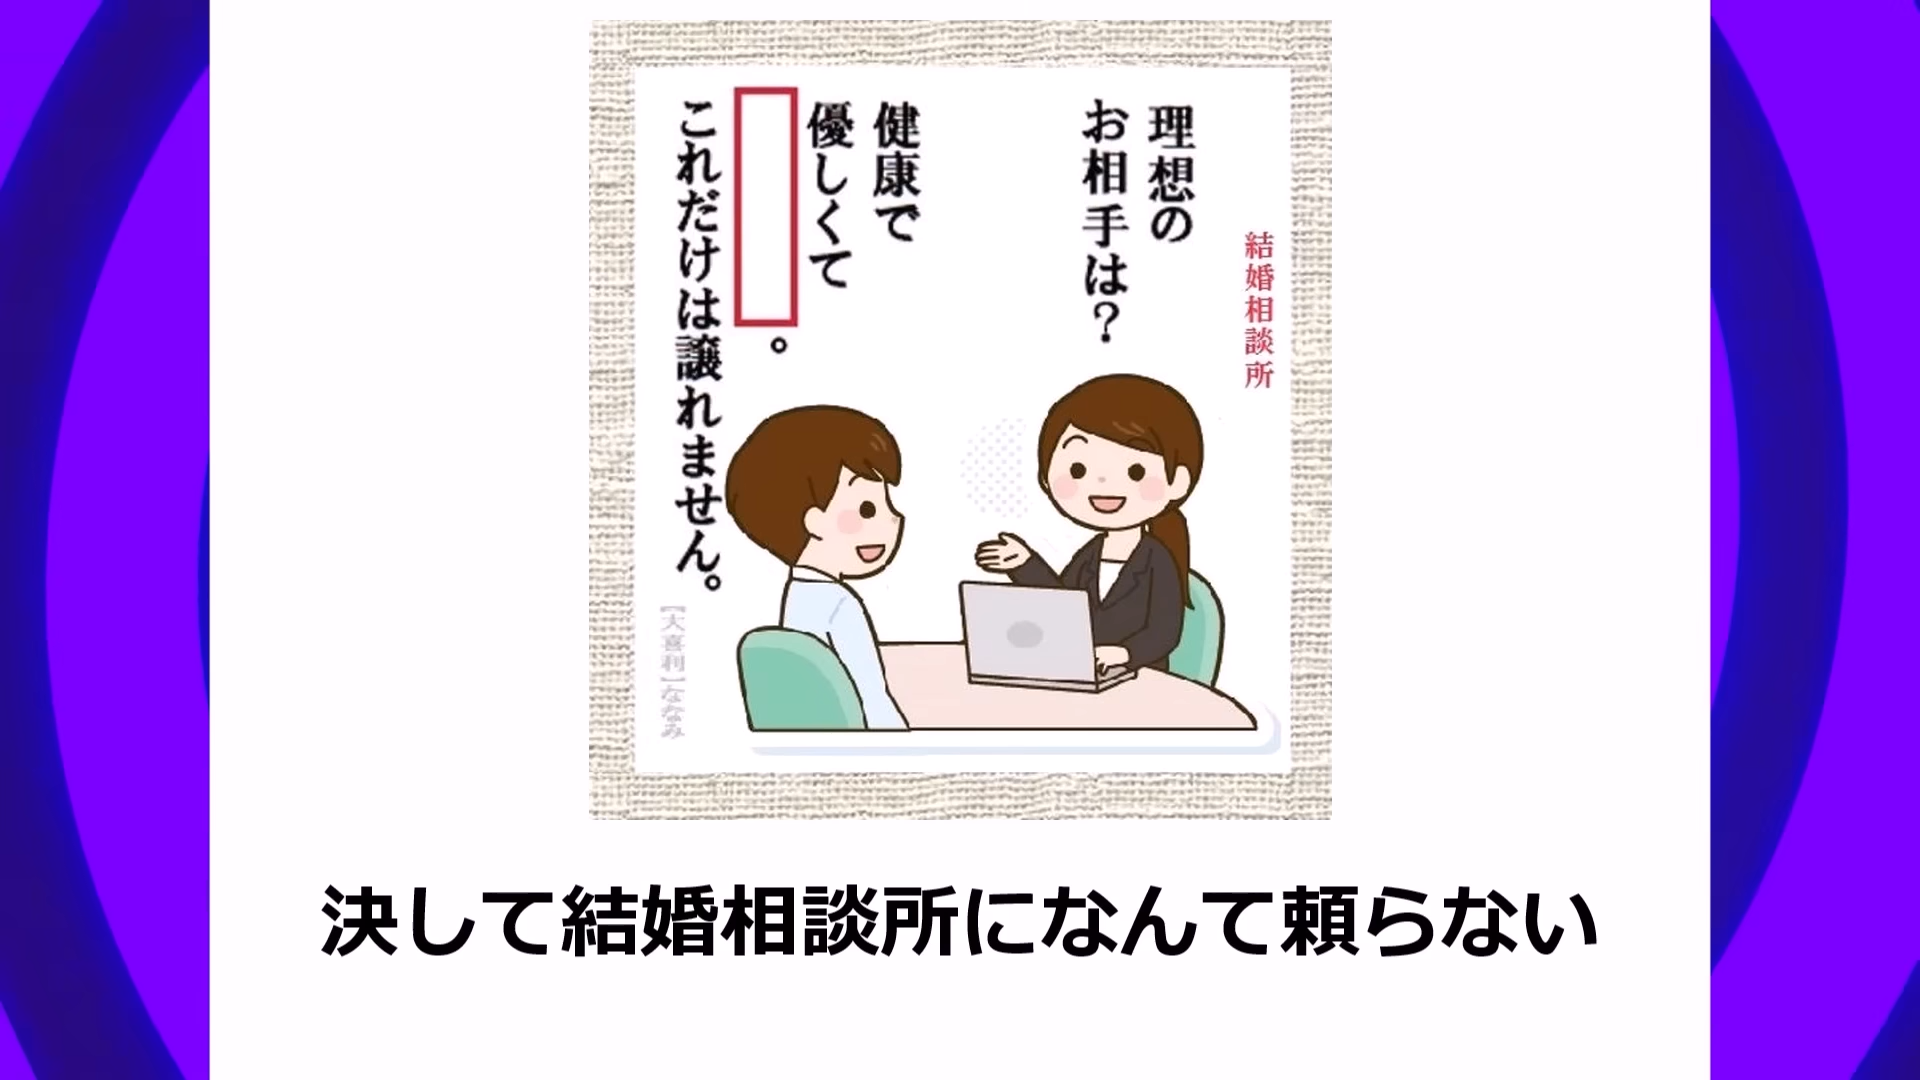 結婚相談所
理想の
お相手は?
健康で
優しくて
。
これだけは譲れません。
【大喜利】ななみ
決して結婚相談所になんて頼らない